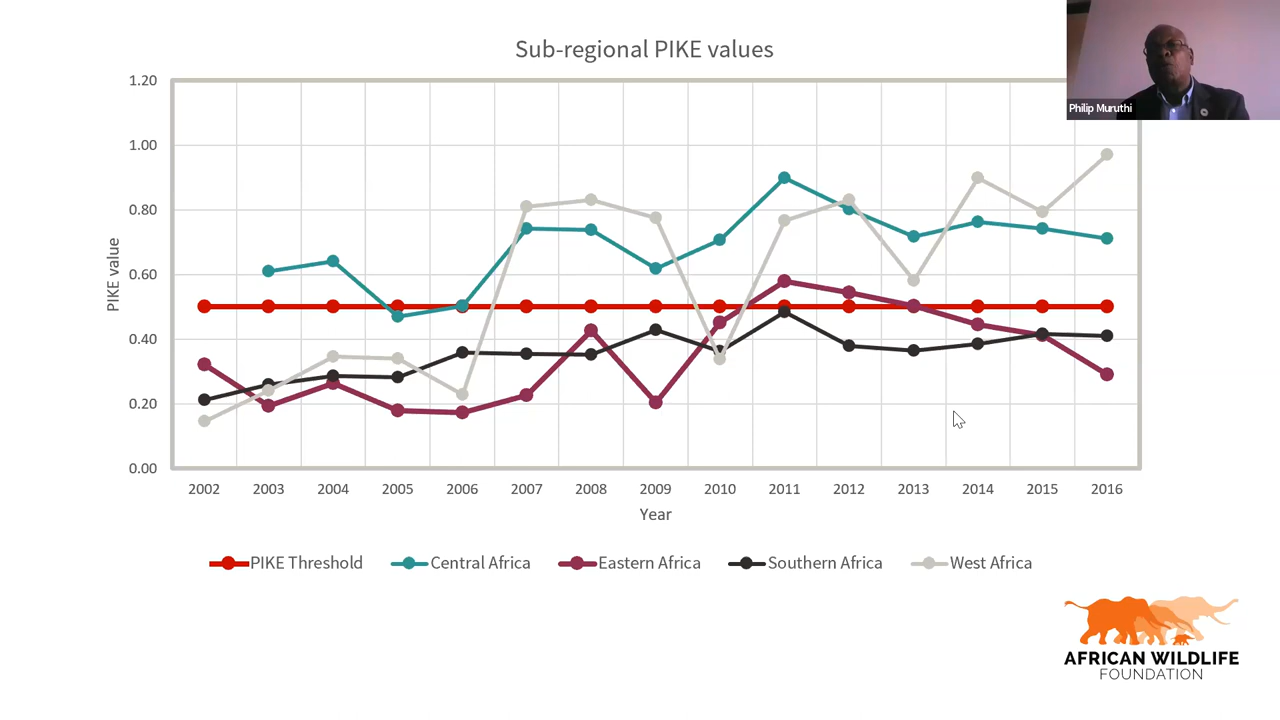 Sub-regional PIKE values
Philip Muruthi
1.20
1.00
0.80
0.60
0.40
0.20
0.00
PIKE value
2002 2003 2004 2005 2006 2007 2008 2009 2010 2011 2012 2013 2014 2015 2016
Year
PIKE Threshold Central Africa Eastern Africa Southern Africa West Africa
AFRICAN WILDLIFE
FOUNDATION